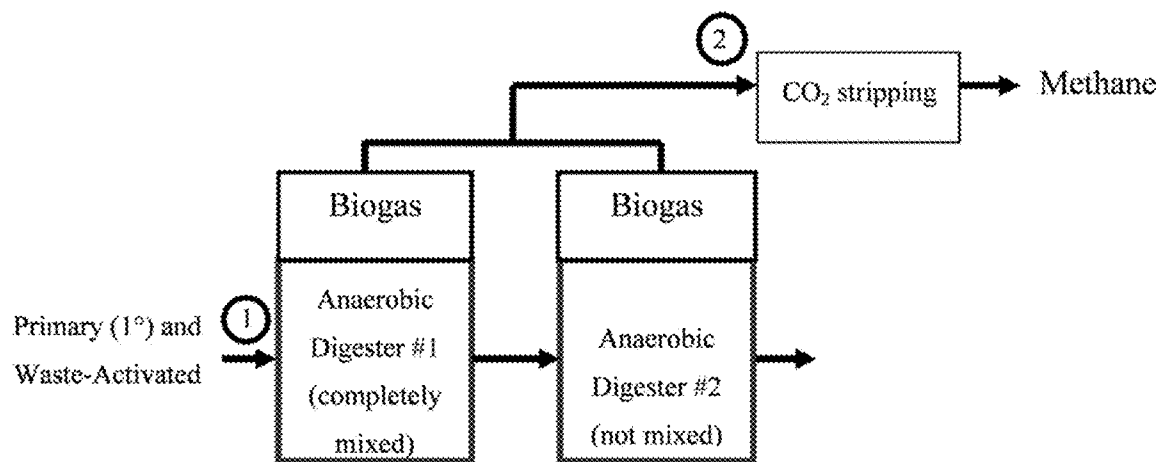 2
CO₂ stripping
Methane
Biogas
Biogas
1
Primary (1°) and
Waste-Activated
Anaerobic
Digester #1
(completely
mixed)
Anaerobic
Digester #2
(not mixed)